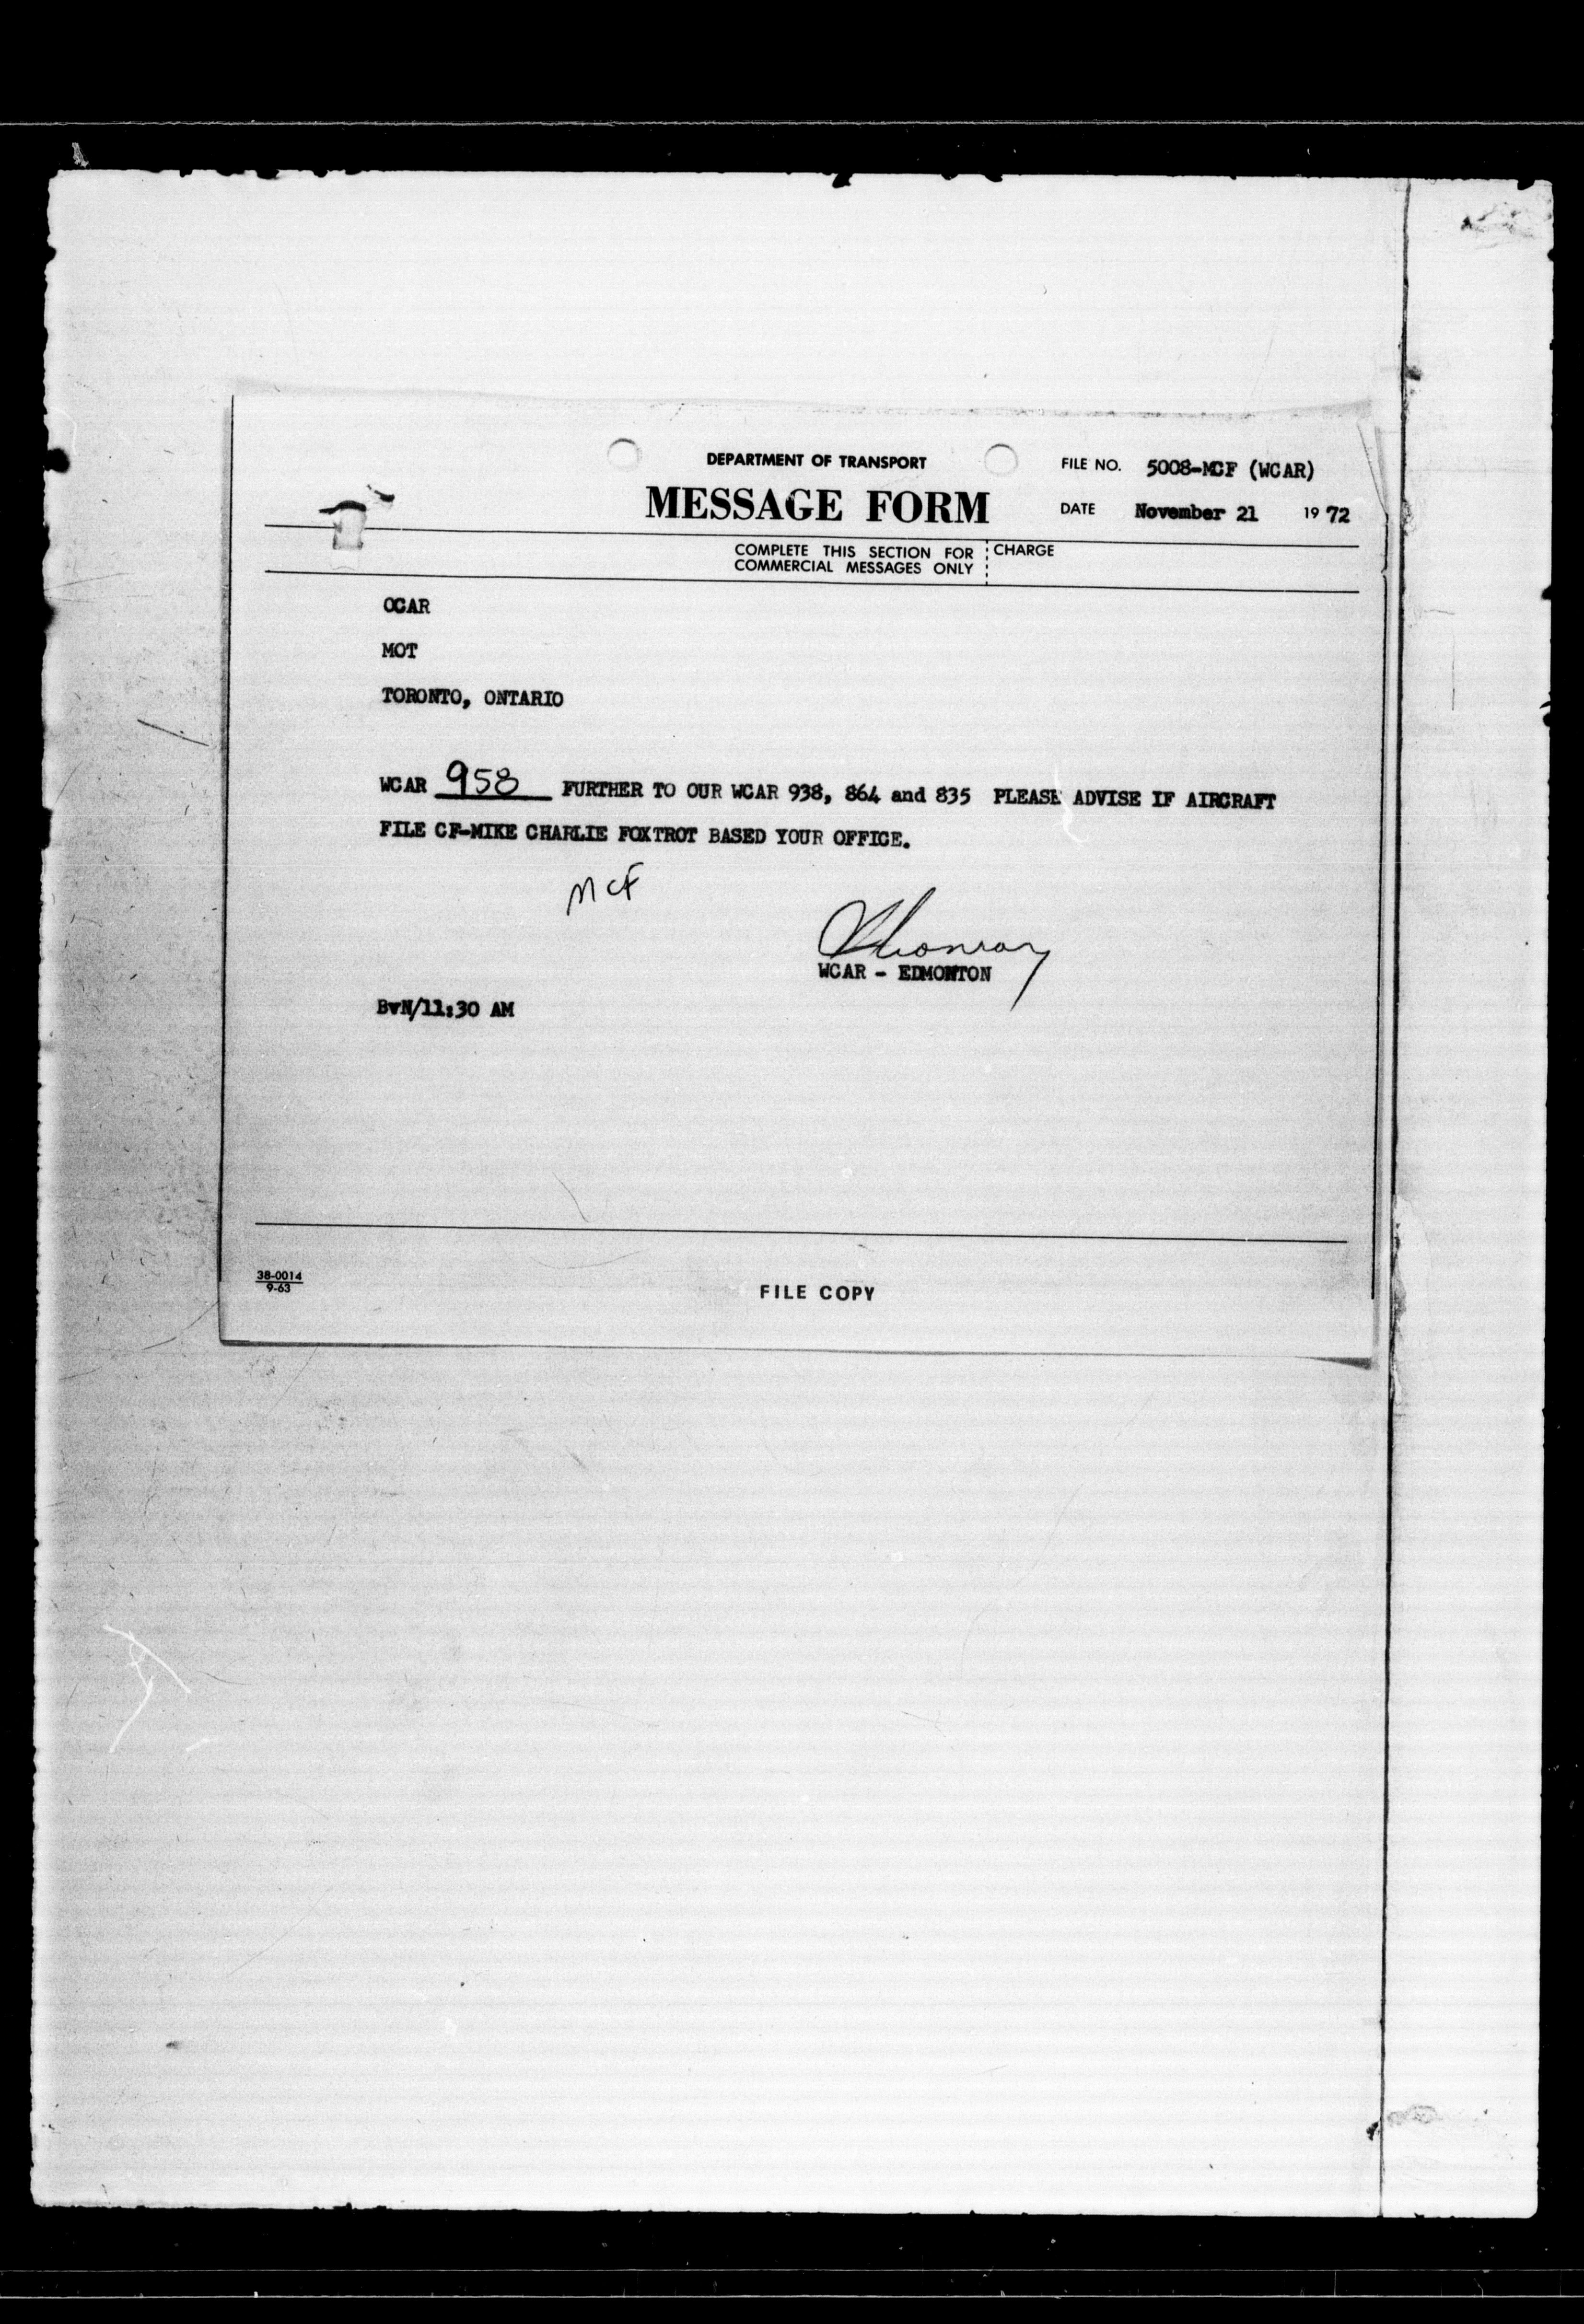 DEPARTMENT OF TRANSPORT
MESSAGE FORM
FILE NO. 5008-MCF (WCAR)
DATE November 21 1972
COMPLETE THIS SECTION FOR
COMMERCIAL MESSAGES ONLY
CHARGE
OCAR
MOT
TORONTO, ONTARIO
WCAR 958 FURTHER TO OUR WCAR 938, 864 and 835 PLEASE ADVISE IF AIRCRAFT
FILE CF-MIKE CHARLIE FOXTROT BASED YOUR OFFICE.
MCF
WCAR - EDMONTON
BvN/11:30 AM
38-0014
9-63
FILE COPY